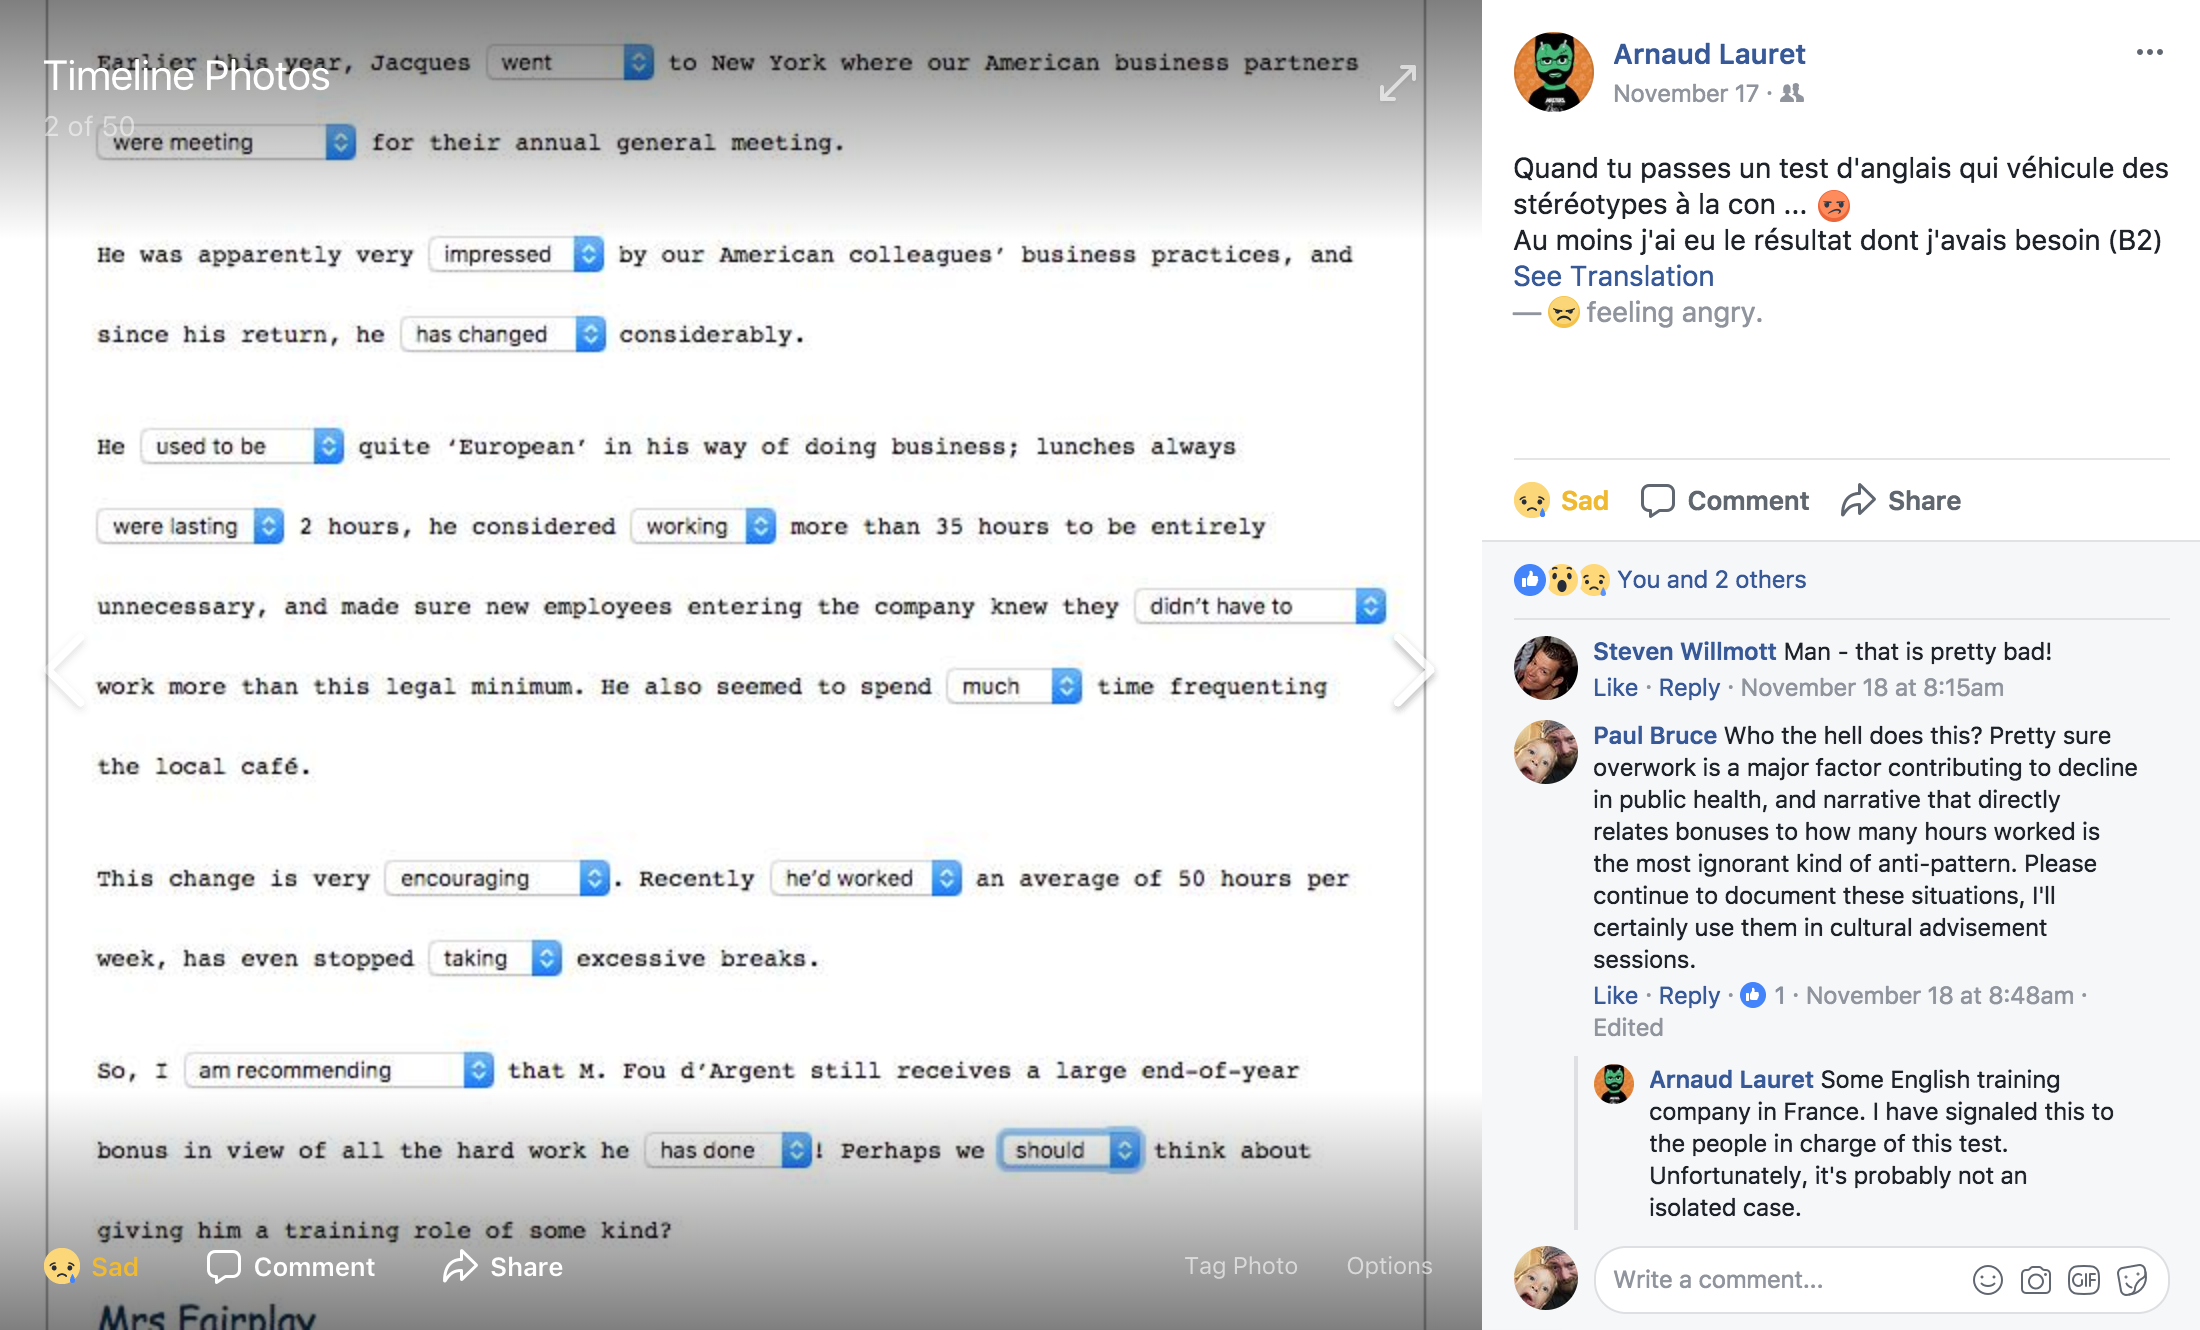 Timeline Photos
2 of 50
Earlier this year, Jacques went to New York where our American business partners
were meeting for their annual general meeting.
He was apparently very impressed by our American colleagues’ business practices, and
since his return, he has changed considerably.
He used to be quite ‘European’ in his way of doing business; lunches always
were lasting 2 hours, he considered working more than 35 hours to be entirely
unnecessary, and made sure new employees entering the company knew they didn’t have to
work more than this legal minimum. He also seemed to spend much time frequenting
the local café.
This change is very encouraging. Recently he’d worked an average of 50 hours per
week, has even stopped taking excessive breaks.
So, I am recommending that M. Fou d’Argent still receives a large end-of-year
bonus in view of all the hard work he has done! Perhaps we should think about
giving him a training role of some kind?
Sad Comment Share Tag Photo Options
Mrs Fairplay
Arnaud Lauret
November 17 ·
Quand tu passes un test d'anglais qui véhicule des
stéréotypes à la con ... 😡
Au moins j'ai eu le résultat dont j'avais besoin (B2)
See Translation
— 😠 feeling angry.
Sad Comment Share
You and 2 others
Steven Willmott Man - that is pretty bad!
Like · Reply · November 18 at 8:15am
Paul Bruce Who the hell does this? Pretty sure
overwork is a major factor contributing to decline
in public health, and narrative that directly
relates bonuses to how many hours worked is
the most ignorant kind of anti-pattern. Please
continue to document these situations, I'll
certainly use them in cultural advisement
sessions.
Like · Reply · 1 · November 18 at 8:48am ·
Edited
Arnaud Lauret Some English training
company in France. I have signaled this to
the people in charge of this test.
Unfortunately, it's probably not an
isolated case.
Write a comment...
GIF